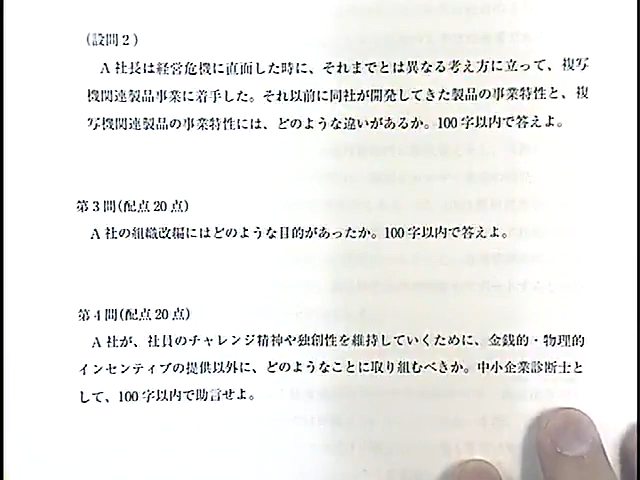 (設問2)
A社長は経営危機に直面した時に、それまでとは異なる考え方に立って、複写
機関連製品事業に着手した。それ以前に同社が開発してきた製品の事業特性と、複
写機関連製品の事業特性には、どのような違いがあるか。100字以内で答えよ。
第3問(配点20点)
A社の組織改編にはどのような目的があったか。100字以内で答えよ。
第4問(配点20点)
A社が、社員のチャレンジ精神や独創性を維持していくために、金銭的・物理的
インセンティブの提供以外に、どのようなことに取り組むべきか。中小企業診断士と
して、100字以内で助言せよ。